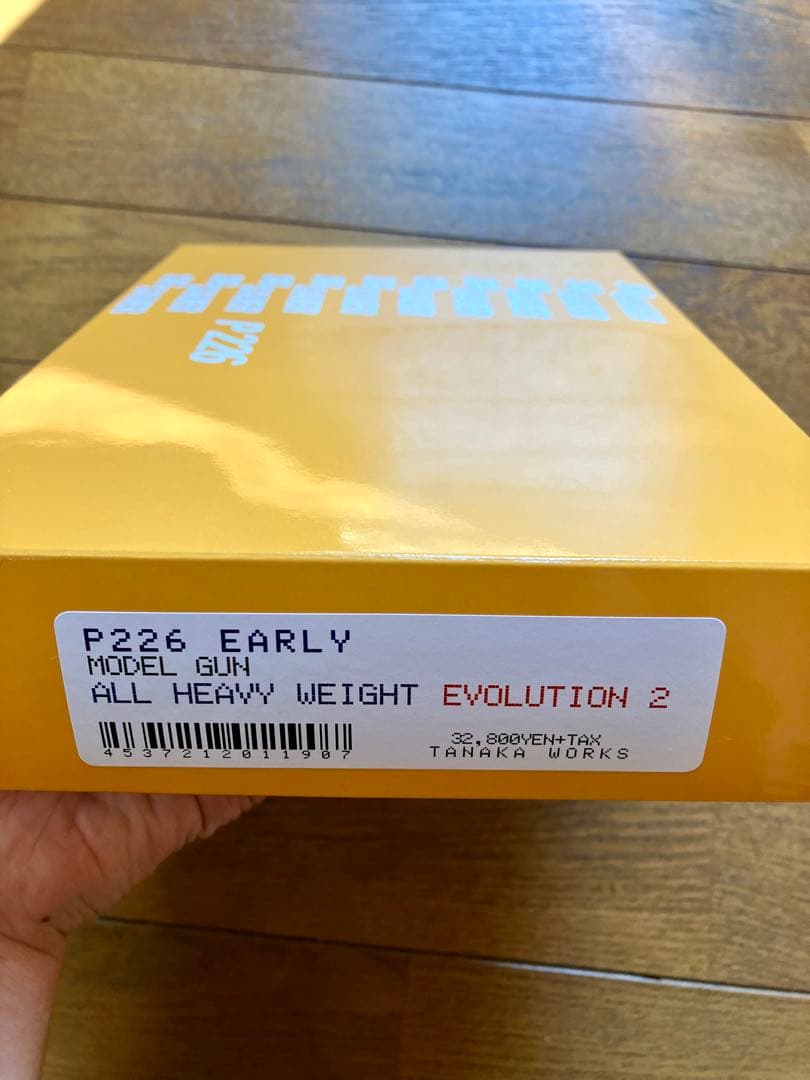 P226
P226 EARLY
MODEL GUN
ALL HEAVY WEIGHT EVOLUTION 2
4537212011907
32,800YEN+TAX
TANAKA WORKS